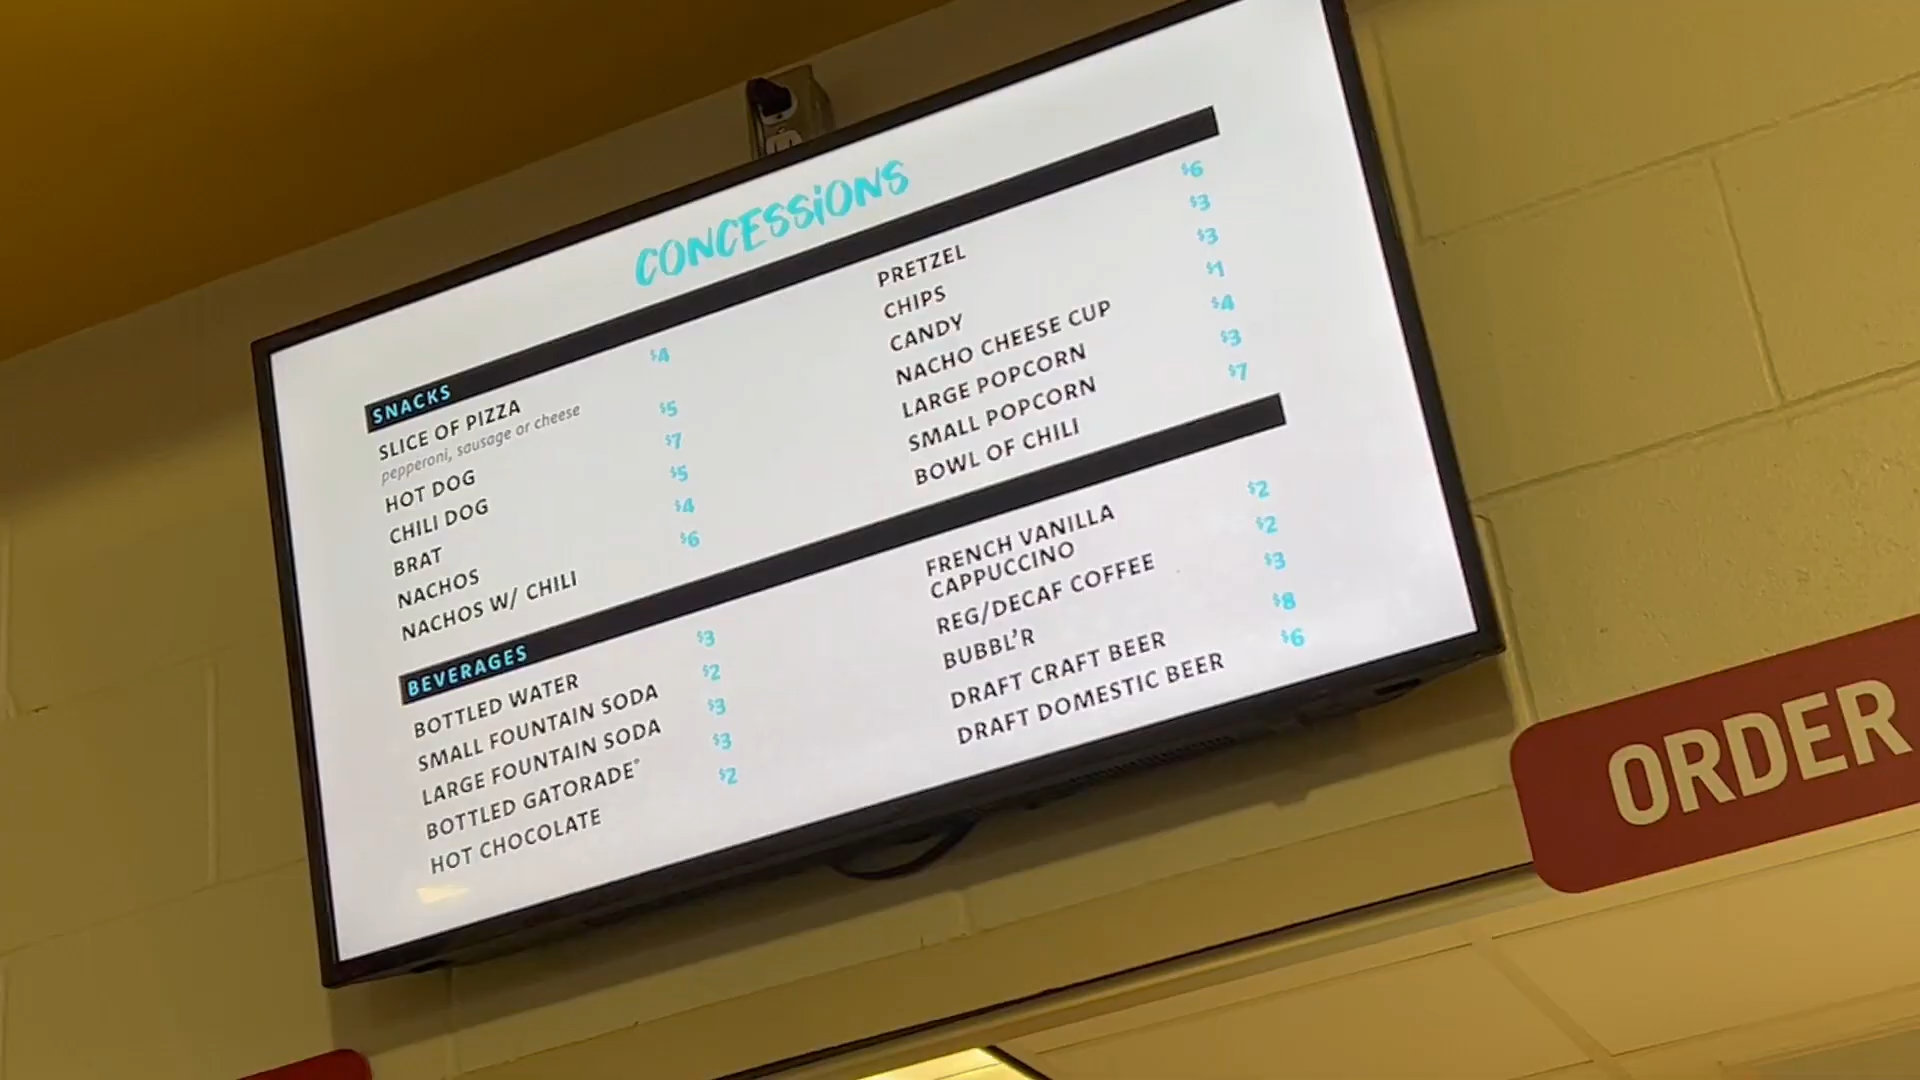 CONCESSIONS
SNACKS
SLICE OF PIZZA $4
pepperoni, sausage or cheese
HOT DOG $5
CHILI DOG $7
BRAT $5
NACHOS $4
NACHOS W/ CHILI $6
PRETZEL $6
CHIPS $3
CANDY $3
NACHO CHEESE CUP $1
LARGE POPCORN $4
SMALL POPCORN $3
BOWL OF CHILI $7
BEVERAGES
BOTTLED WATER $3
SMALL FOUNTAIN SODA $2
LARGE FOUNTAIN SODA $3
BOTTLED GATORADE® $3
HOT CHOCOLATE $2
FRENCH VANILLA $2
CAPPUCCINO
REG/DECAF COFFEE $2
BUBBL'R $3
DRAFT CRAFT BEER $8
DRAFT DOMESTIC BEER $6
ORDER